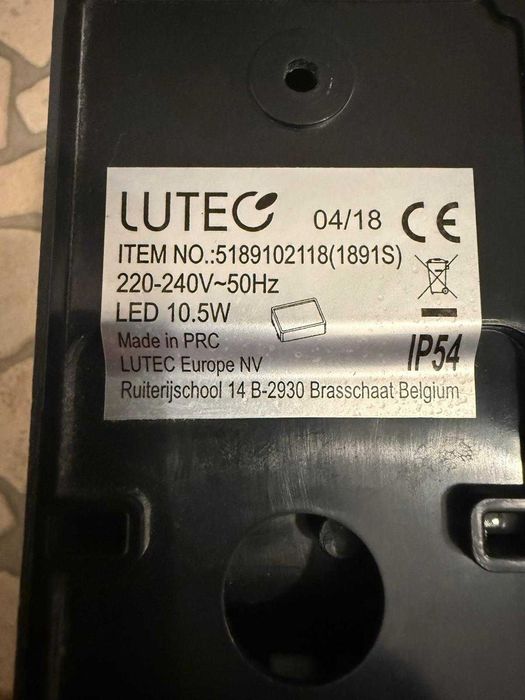 LUTEC 04/18 CE
ITEM NO.:5189102118(1891S)
220-240V~50Hz
LED 10.5W
Made in PRC
LUTEC Europe NV
IP54
Ruiterijschool 14 B-2930 Brasschaat Belgium